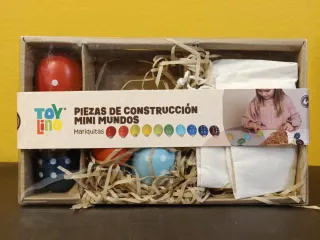 TOY
Lino
PIEZAS DE CONSTRUCCIÓN
MINI MUNDOS
Mariquitas